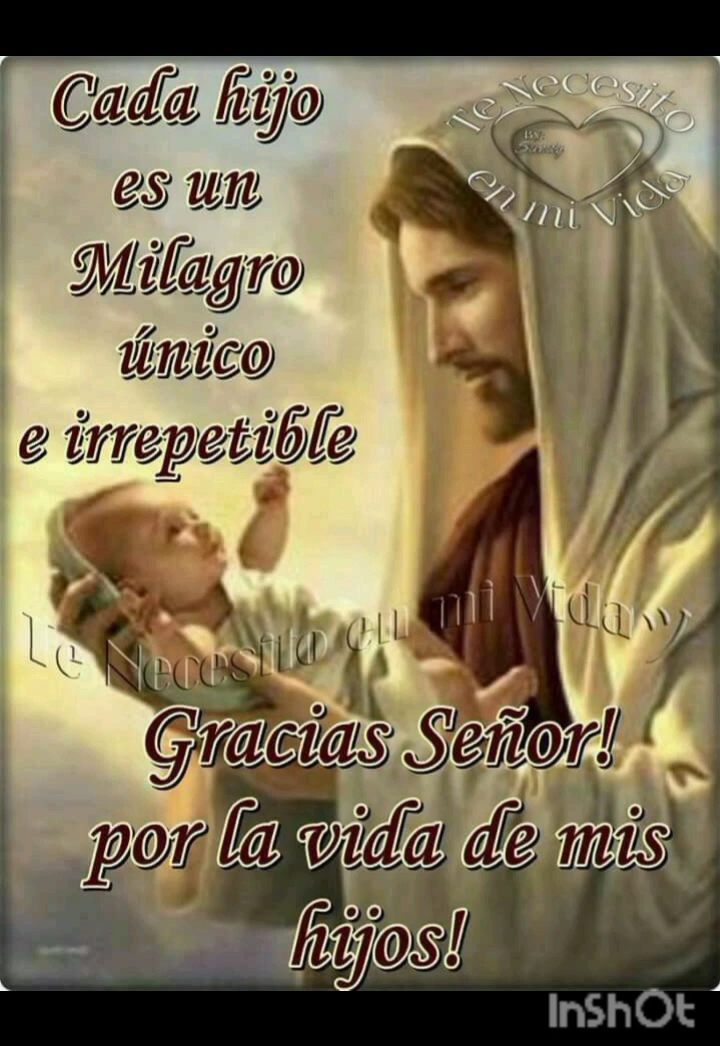 Cada hijo
es un
Milagro
único
e irrepetible
Te Necesito
By:
en mi Vida
Te Necesito en mi Vida
Gracias Señor!
por la vida de mis
hijos!
InShOt